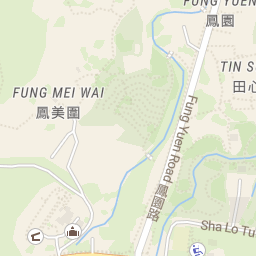 FUNG YUEN
鳳園
TIN S
田心
FUNG MEI WAI
鳳美圍
Fung Yuen Road 鳳園路
Sha Lo Tu